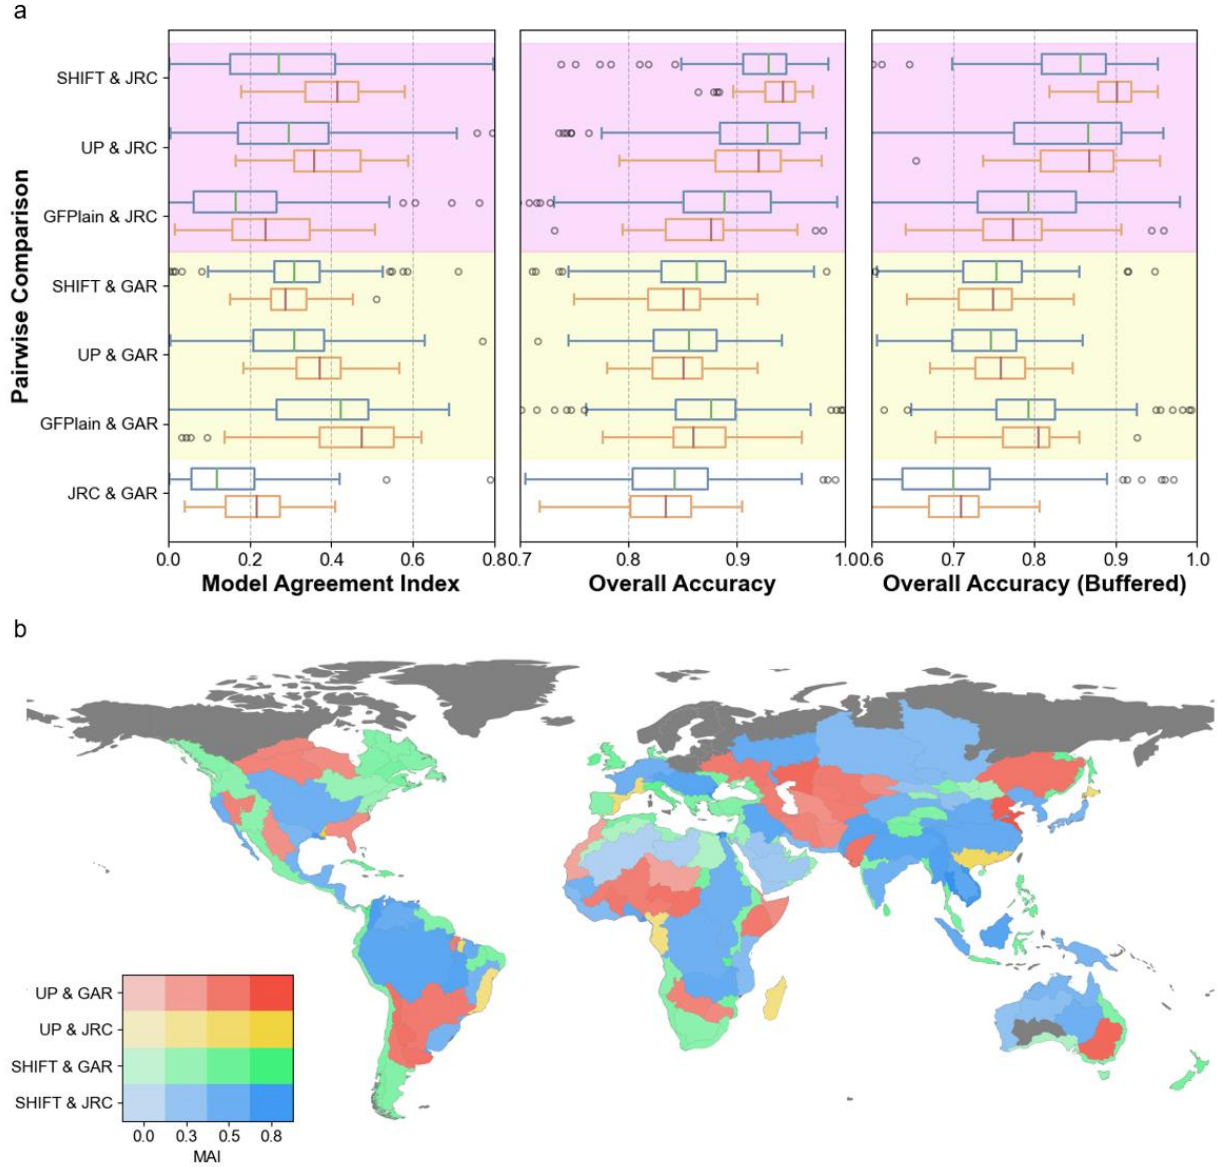 a
Pairwise Comparison
SHIFT & JRC
UP & JRC
GFPlain & JRC
SHIFT & GAR
UP & GAR
GFPlain & GAR
JRC & GAR
0.0 0.2 0.4 0.6 0.8
Model Agreement Index
0.7 0.8 0.9 1.0
Overall Accuracy
0.6 0.7 0.8 0.9 1.0
Overall Accuracy (Buffered)
b
UP & GAR
UP & JRC
SHIFT & GAR
SHIFT & JRC
0.0 0.3 0.5 0.8
MAI